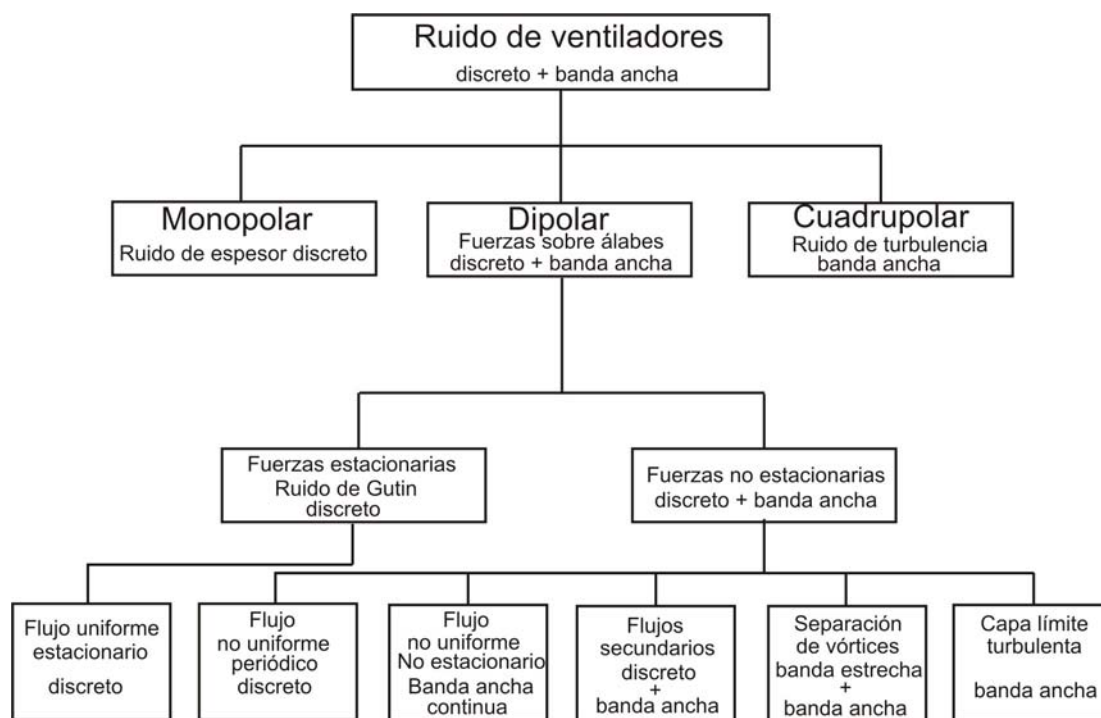 Ruido de ventiladores
discreto + banda ancha
Monopolar
Ruido de espesor discreto
Dipolar
Fuerzas sobre álabes
discreto + banda ancha
Cuadrupolar
Ruido de turbulencia
banda ancha
Fuerzas estacionarias
Ruido de Gutin
discreto
Fuerzas no estacionarias
discreto + banda ancha
Flujo uniforme
estacionario
discreto
Flujo
no uniforme
periódico
discreto
Flujo
no uniforme
No estacionario
Banda ancha
continua
Flujos
secundarios
discreto
+
banda ancha
Separación
de vórtices
banda estrecha
+
banda ancha
Capa límite
turbulenta
banda ancha